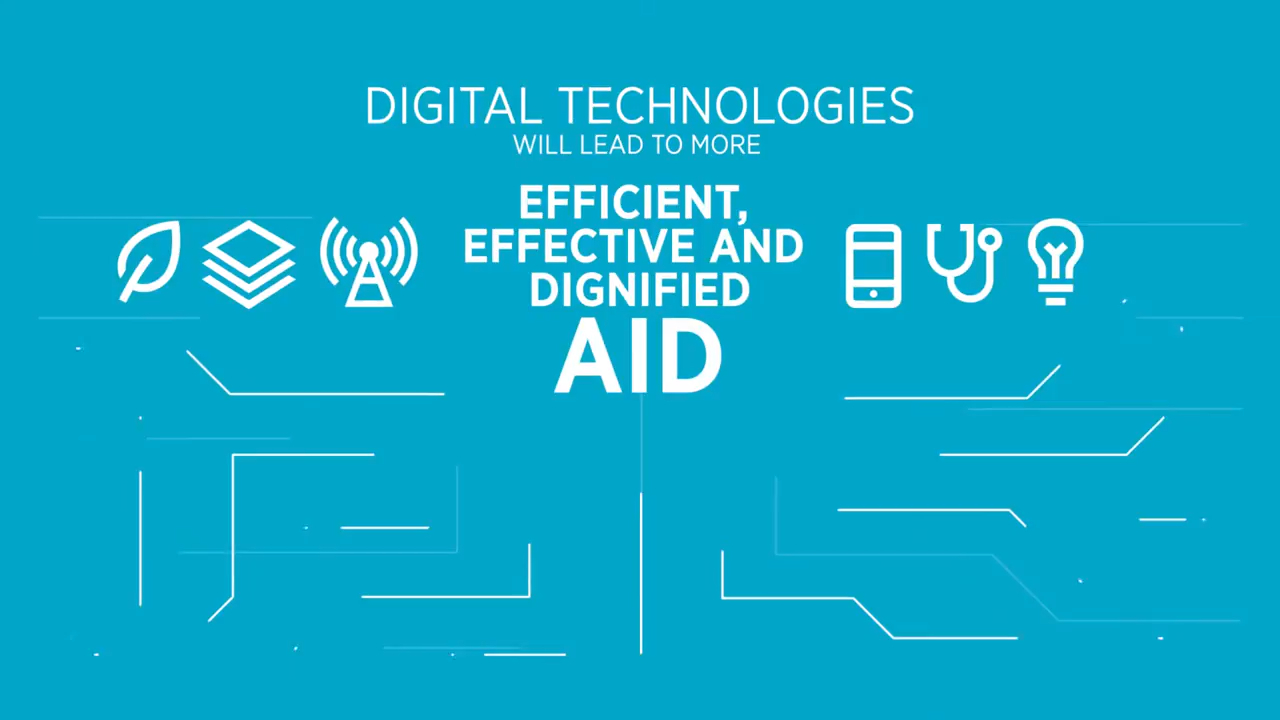 DIGITAL TECHNOLOGIES
WILL LEAD TO MORE
EFFICIENT,
EFFECTIVE AND
DIGNIFIED
AID